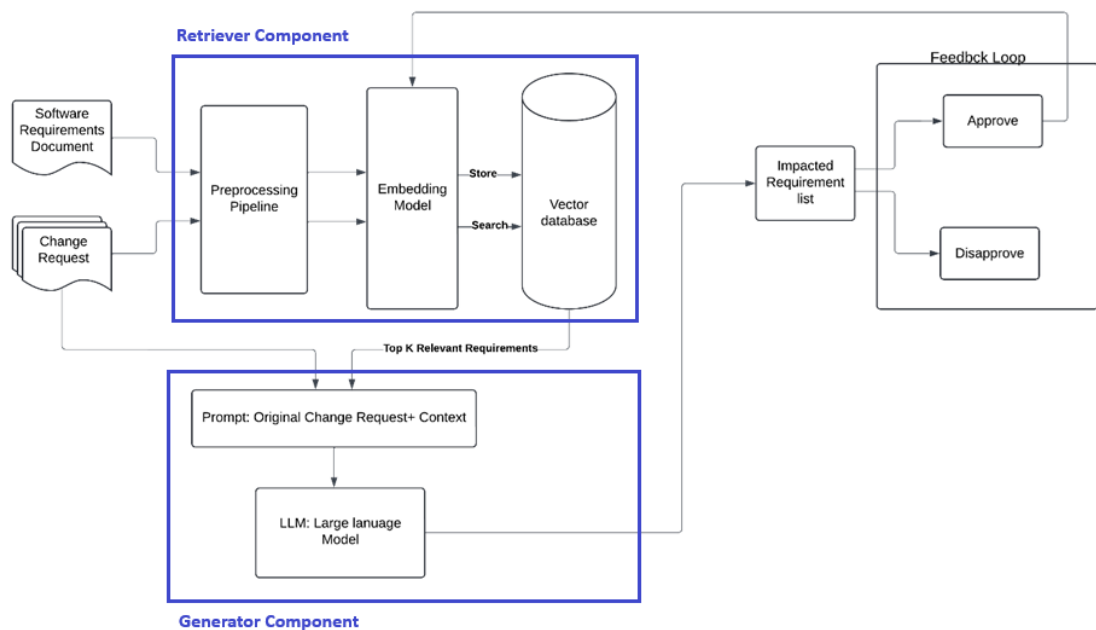 Retriever Component
Feedbck Loop
Software
Requirements
Document
Approve
Preprocessing
Pipeline
Embedding
Model
Store
Search
Vector
database
Impacted
Requirement
list
Change
Request
Disapprove
Top K Relevant Requirements
Prompt: Original Change Request+ Context
LLM: Large lanuage
Model
Generator Component